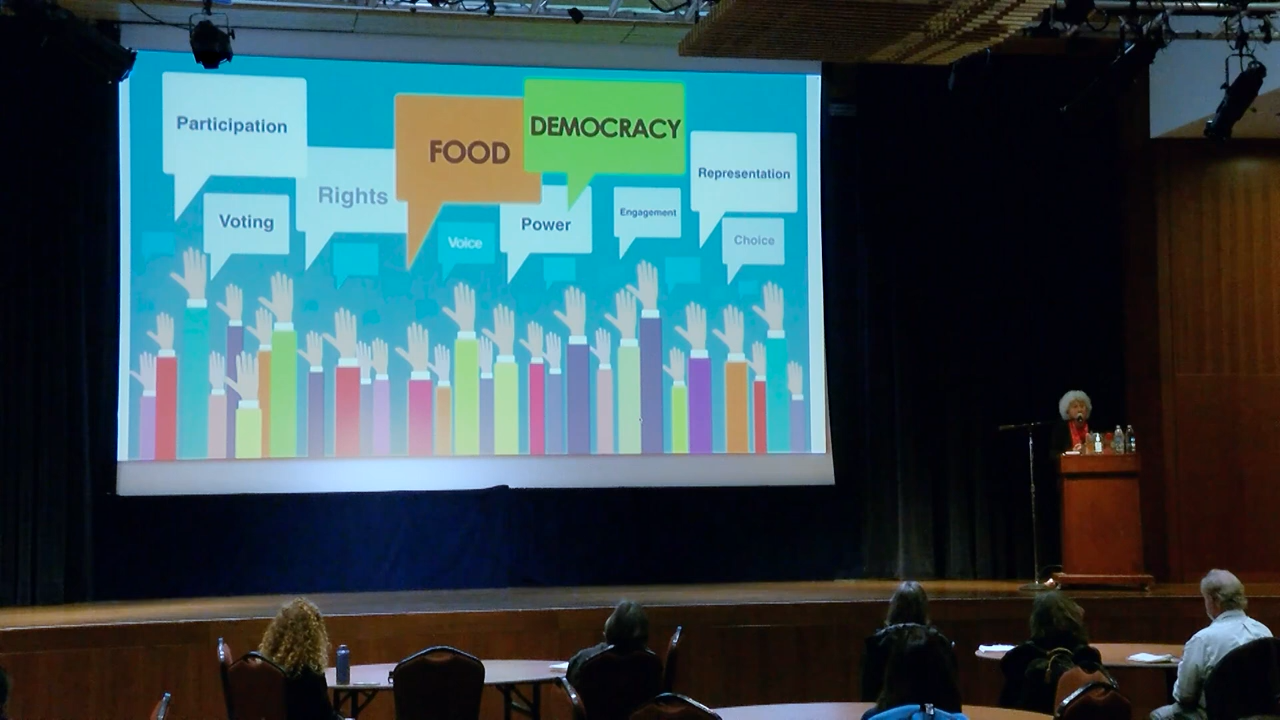 Participation
Rights
FOOD
DEMOCRACY
Representation
Voting
Voice
Power
Engagement
Choice